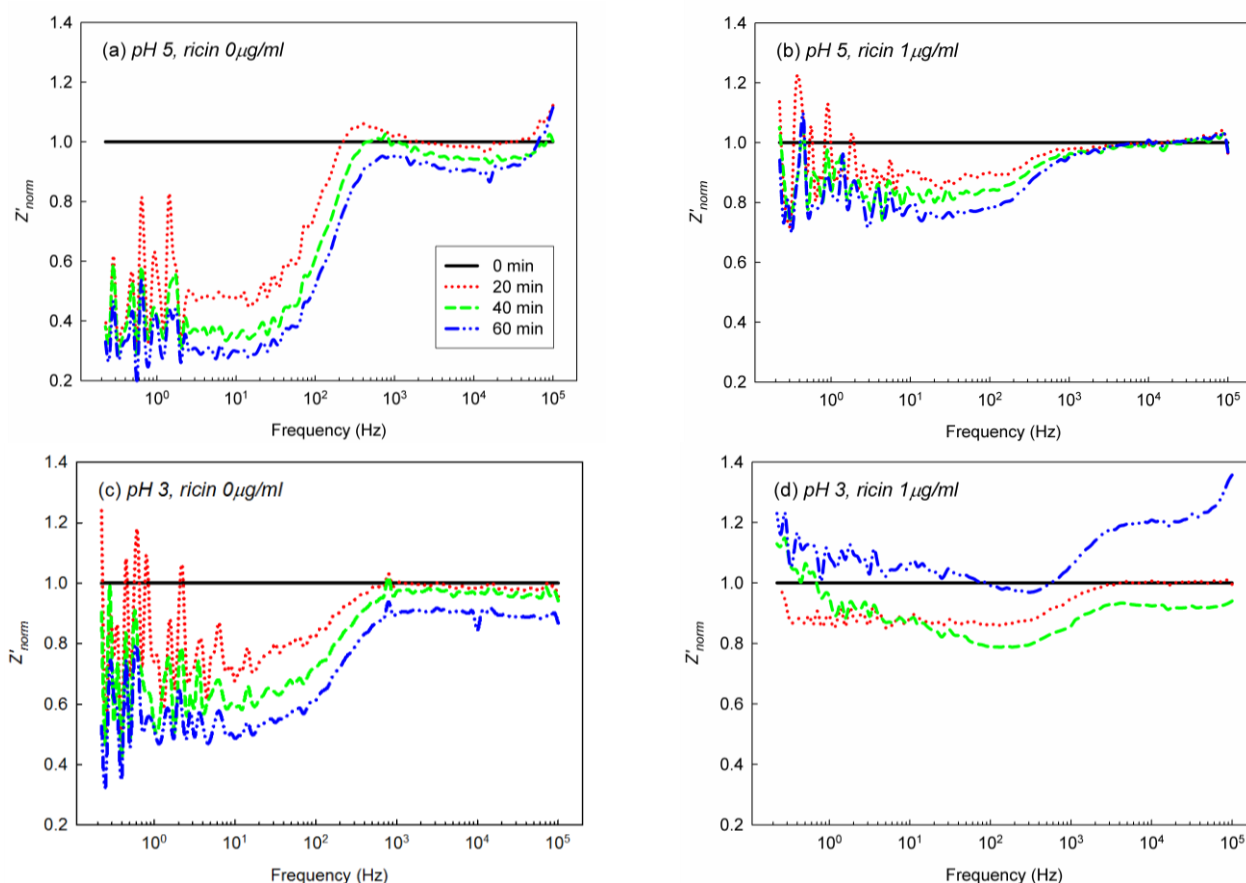 (a) pH 5, ricin 0μg/ml
1.4
1.2
1.0
0.8
0.6
0.4
0.2
Z'norm
0 min
20 min
40 min
60 min
10⁰ 10¹ 10² 10³ 10⁴ 10⁵
Frequency (Hz)
(b) pH 5, ricin 1μg/ml
1.4
1.2
1.0
0.8
0.6
0.4
0.2
Z'norm
10⁰ 10¹ 10² 10³ 10⁴ 10⁵
Frequency (Hz)
(c) pH 3, ricin 0μg/ml
1.4
1.2
1.0
0.8
0.6
0.4
0.2
Z'norm
10⁰ 10¹ 10² 10³ 10⁴ 10⁵
Frequency (Hz)
(d) pH 3, ricin 1μg/ml
1.4
1.2
1.0
0.8
0.6
0.4
0.2
Z'norm
10⁰ 10¹ 10² 10³ 10⁴ 10⁵
Frequency (Hz)